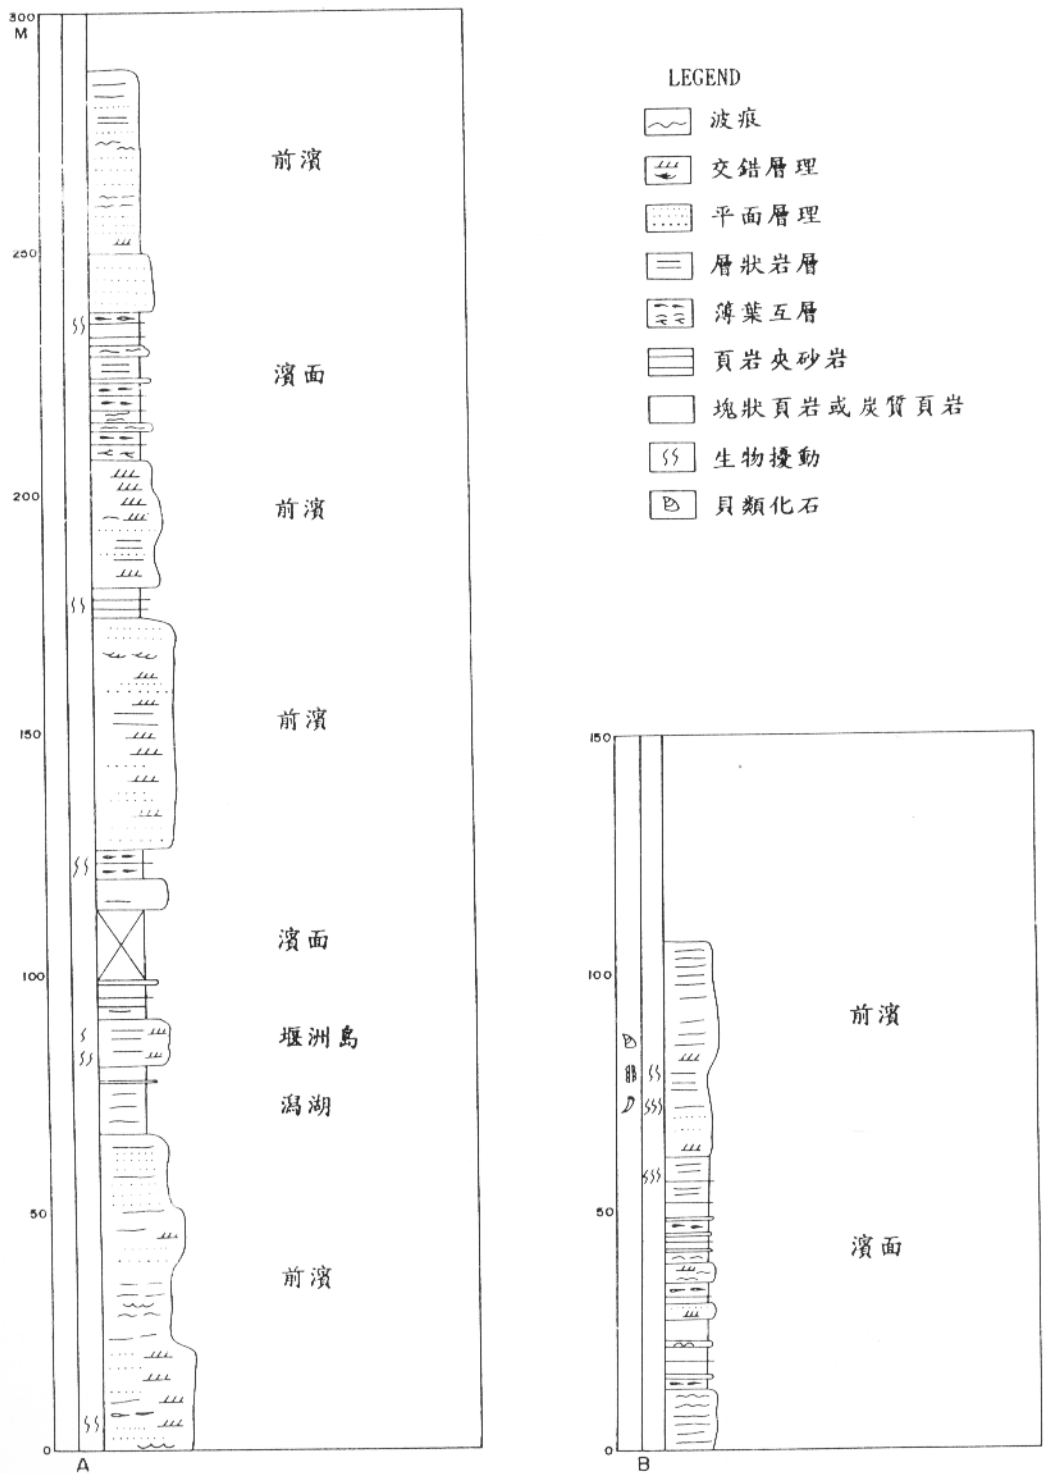 300
M
250
200
150
100
50
0
A
前濱
濱面
前濱
前濱
濱面
堰洲島
潟湖
前濱
LEGEND
波痕
交錯層理
平面層理
層狀岩層
薄葉互層
頁岩夾砂岩
塊狀頁岩或炭質頁岩
生物擾動
貝類化石
150
100
50
0
B
前濱
濱面